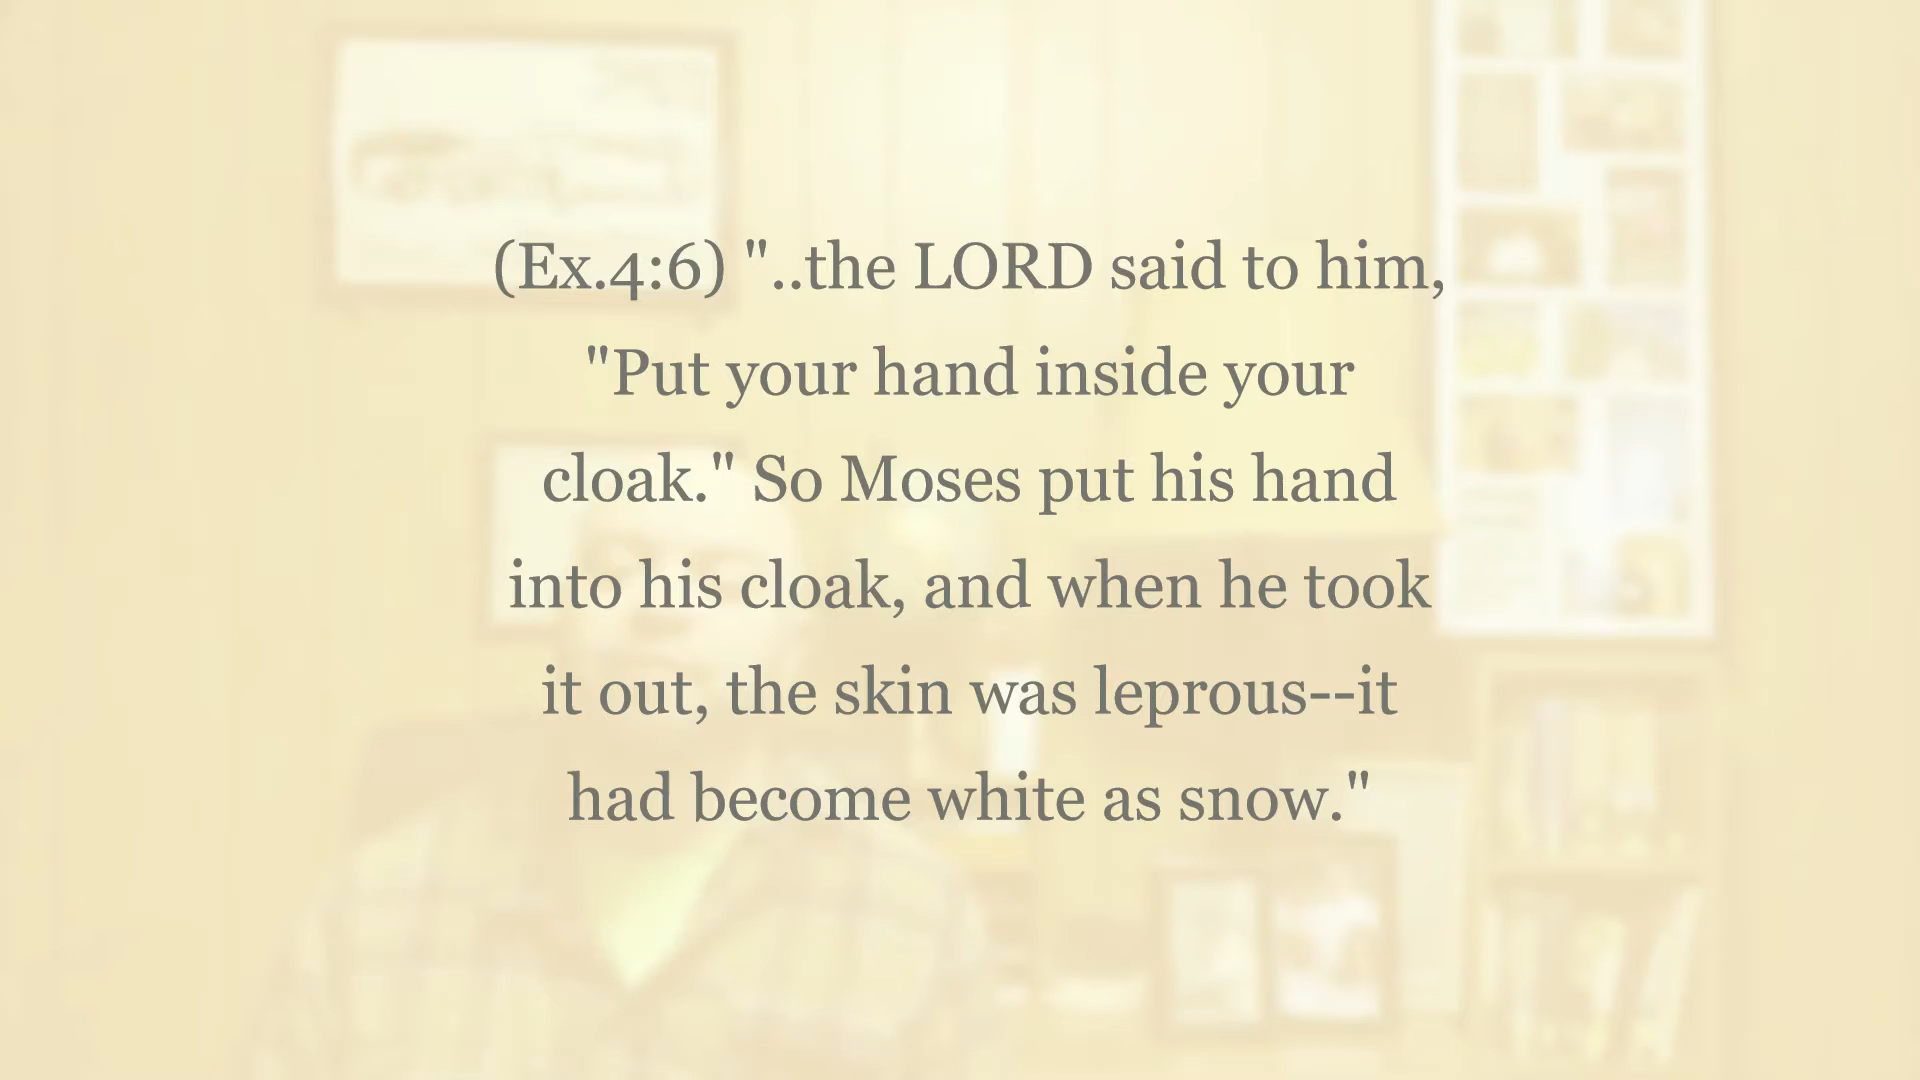 (Ex.4:6) "..the LORD said to him,
"Put your hand inside your
cloak." So Moses put his hand
into his cloak, and when he took
it out, the skin was leprous--it
had become white as snow."